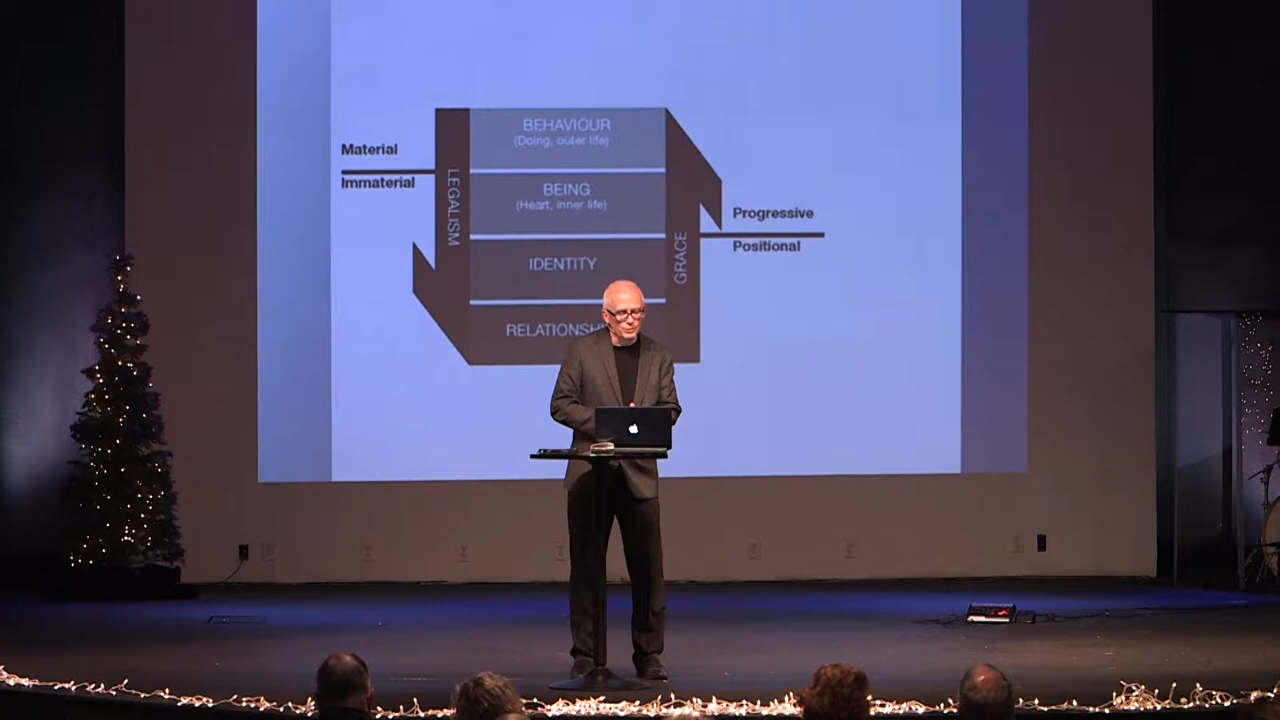 BEHAVIOUR
(Doing, outer life)
Material
Immaterial
LEGALISM
BEING
(Heart, inner life)
Progressive
Positional
GRACE
IDENTITY